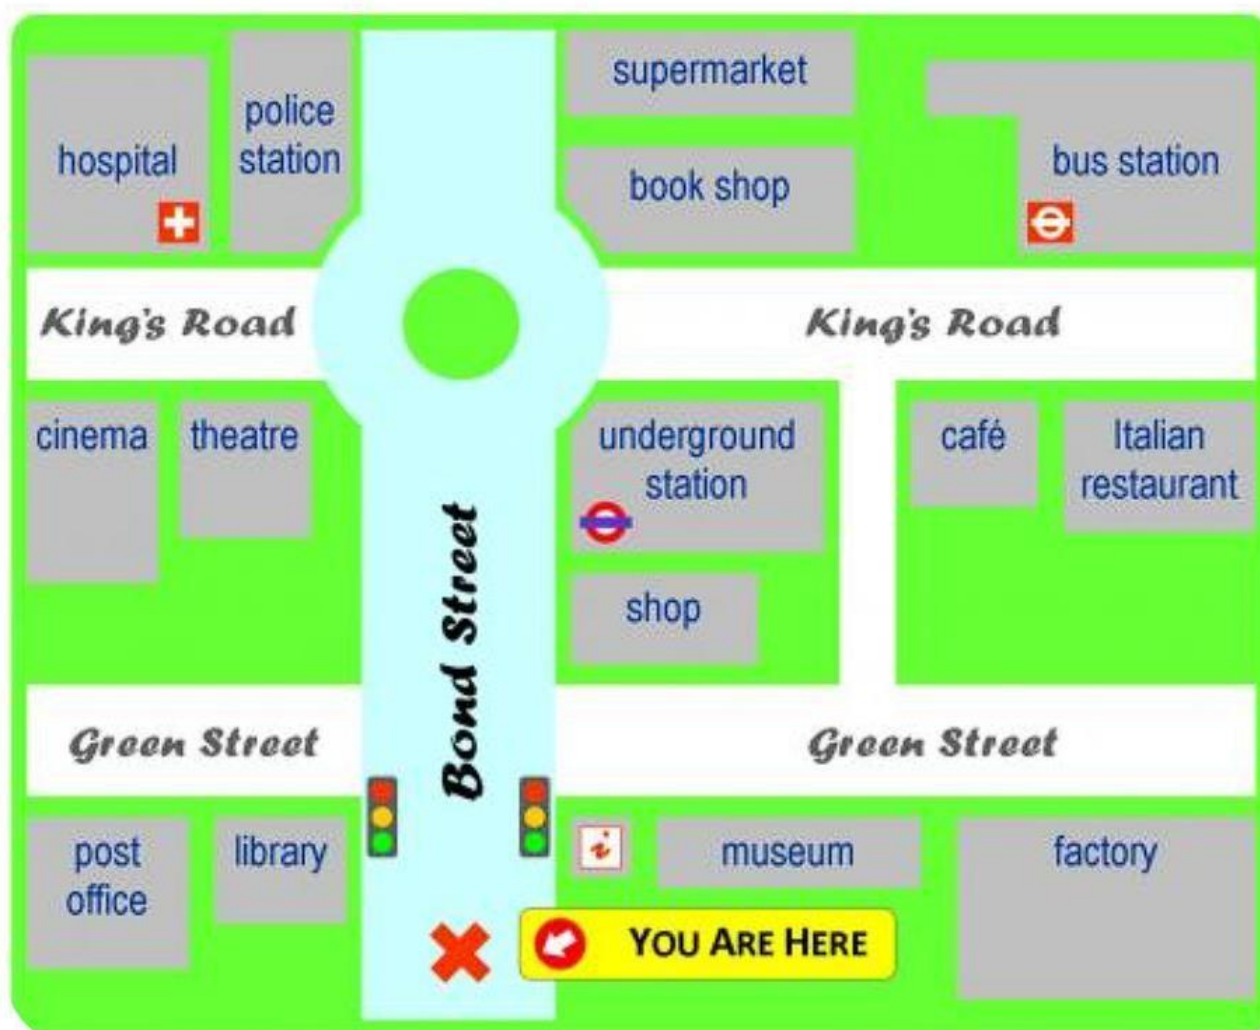 supermarket
police
station
hospital
book shop
bus station
King's Road
King's Road
cinema
theatre
underground
station
café
Italian
restaurant
shop
Bond Street
Green Street
Green Street
post
office
library
i
museum
factory
YOU ARE HERE